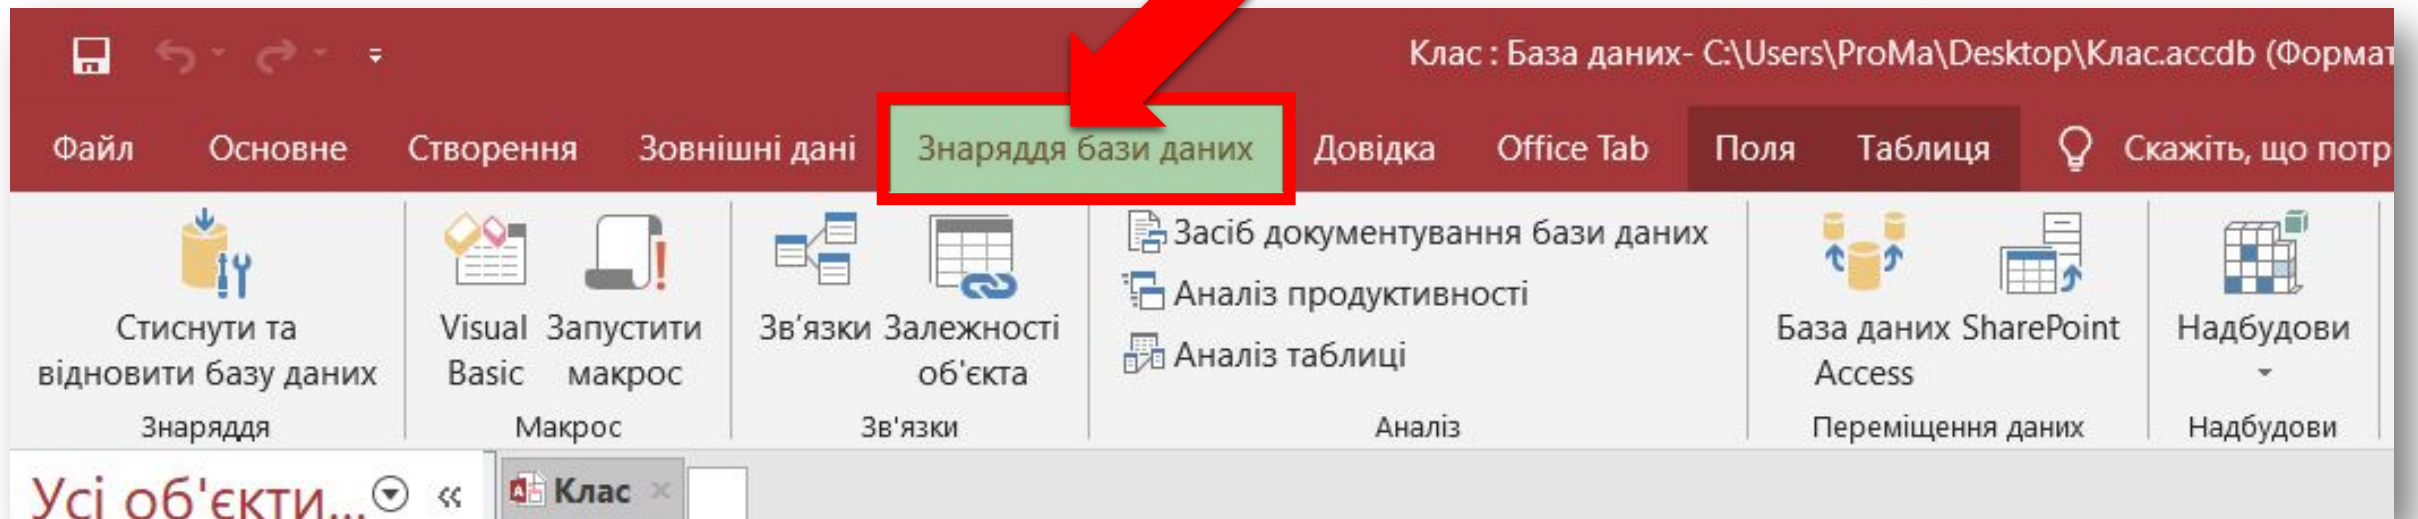 Клас : База даних- C:\Users\ProMa\Desktop\Клас.accdb (Формат
Файл Основне Створення Зовнішні дані Знаряддя бази даних Довідка Office Tab Поля Таблиця Скажіть, що потр
Стиснути та
відновити базу даних
Знаряддя
Visual
Basic
Запустити
макрос
Макрос
Зв’язки
Залежності
об'єкта
Зв'язки
Засіб документування бази даних
Аналіз продуктивності
Аналіз таблиці
Аналіз
База даних
Access
SharePoint
Переміщення даних
Надбудови
Надбудови
Усі об'єкти...
Клас